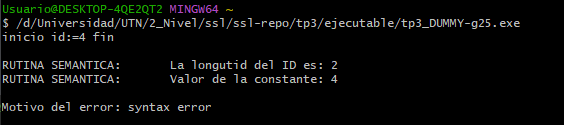 Usuario@DESKTOP-4QE2QT2 MINGW64 ~
$ /d/Universidad/UTN/2_Nivel/ssl/ssl-repo/tp3/ejecutable/tp3_DUMMY-g25.exe
inicio id:=4 fin
RUTINA SEMANTICA: La longutid del ID es: 2
RUTINA SEMANTICA: Valor de la constante: 4
Motivo del error: syntax error